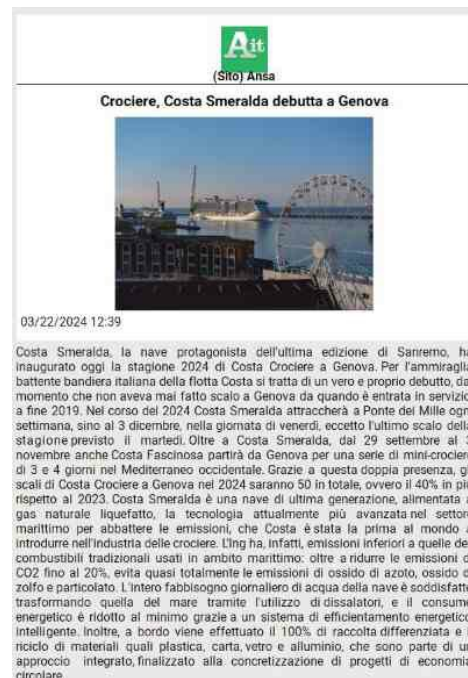 Ait
(Sito) Ansa
Crociere, Costa Smeralda debutta a Genova
03/22/2024 12:39
Costa Smeralda, la nave protagonista dell'ultima edizione di Sanremo, ha
inaugurato oggi la stagione 2024 di Costa Crociere a Genova. Per l'ammiraglia
battente bandiera italiana della flotta Costa si tratta di un vero e proprio debutto, dal
momento che non aveva mai fatto scalo a Genova da quando è entrata in servizio
a fine 2019. Nel corso del 2024 Costa Smeralda attraccherà a Ponte dei Mille ogni
settimana, sino al 3 dicembre, nella giornata di venerdì, eccetto l'ultimo scalo della
stagione previsto il martedì. Oltre a Costa Smeralda, dal 29 settembre al 3
novembre anche Costa Fascinosa partirà da Genova per una serie di mini-crociere
di 3 e 4 giorni nel Mediterraneo occidentale. Grazie a questa doppia presenza, gli
scali di Costa Crociere a Genova nel 2024 saranno 50 in totale, ovvero il 40% in più
rispetto al 2023. Costa Smeralda è una nave di ultima generazione, alimentata a
gas naturale liquefatto, la tecnologia attualmente più avanzata nel settore
marittimo per abbattere le emissioni, che Costa è stata la prima al mondo a
introdurre nell'industria delle crociere. L'lng ha, infatti, emissioni inferiori a quelle dei
combustibili tradizionali usati in ambito marittimo: oltre a ridurre le emissioni di
CO2 fino al 20%, evita quasi totalmente le emissioni di ossido di azoto, ossido di
zolfo e particolato. L'intero fabbisogno giornaliero di acqua della nave è soddisfatto
trasformando quella del mare tramite l'utilizzo di dissalatori, e il consumo
energetico è ridotto al minimo grazie a un sistema di efficientamento energetico
intelligente. Inoltre, a bordo viene effettuato il 100% di raccolta differenziata e il
riciclo di materiali quali plastica, carta, vetro e alluminio, che sono parte di un
approccio integrato, finalizzato alla concretizzazione di progetti di economia
circolare.